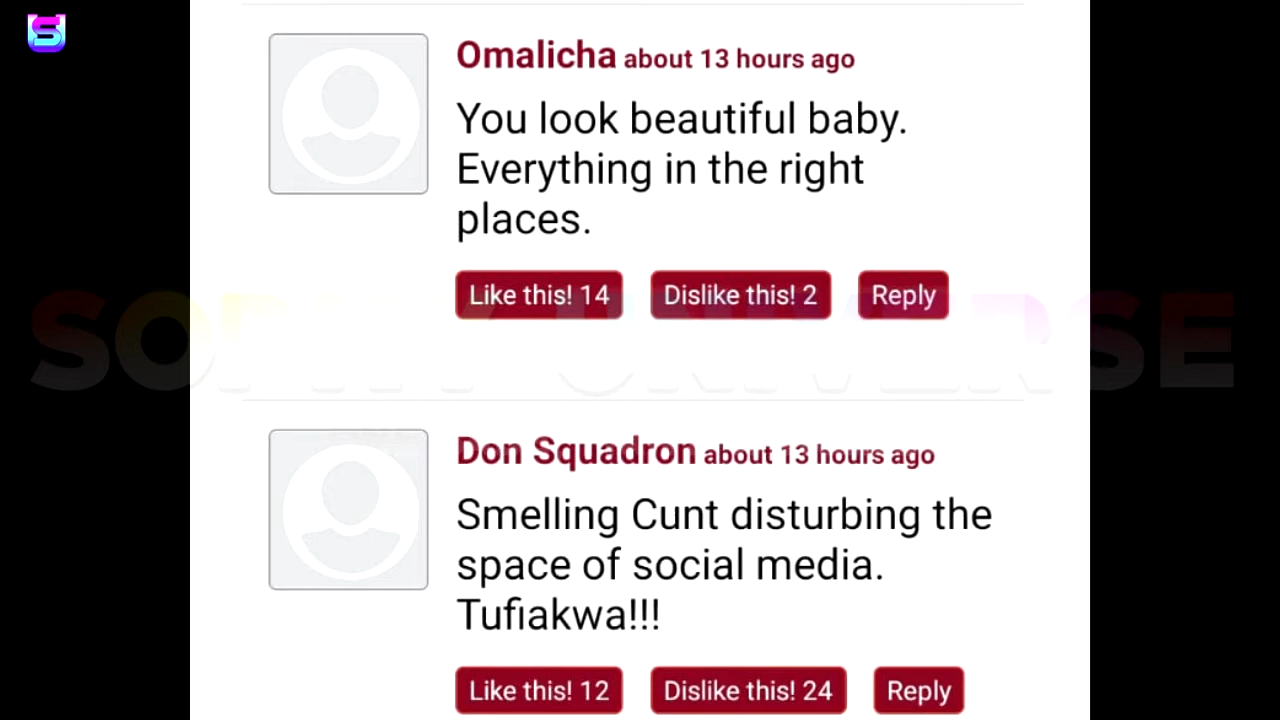 S
Omalicha about 13 hours ago
You look beautiful baby.
Everything in the right
places.
Like this! 14 Dislike this! 2 Reply
SOPHY UNIVERSE
Don Squadron about 13 hours ago
Smelling Cunt disturbing the
space of social media.
Tufiakwa!!!
Like this! 12 Dislike this! 24 Reply